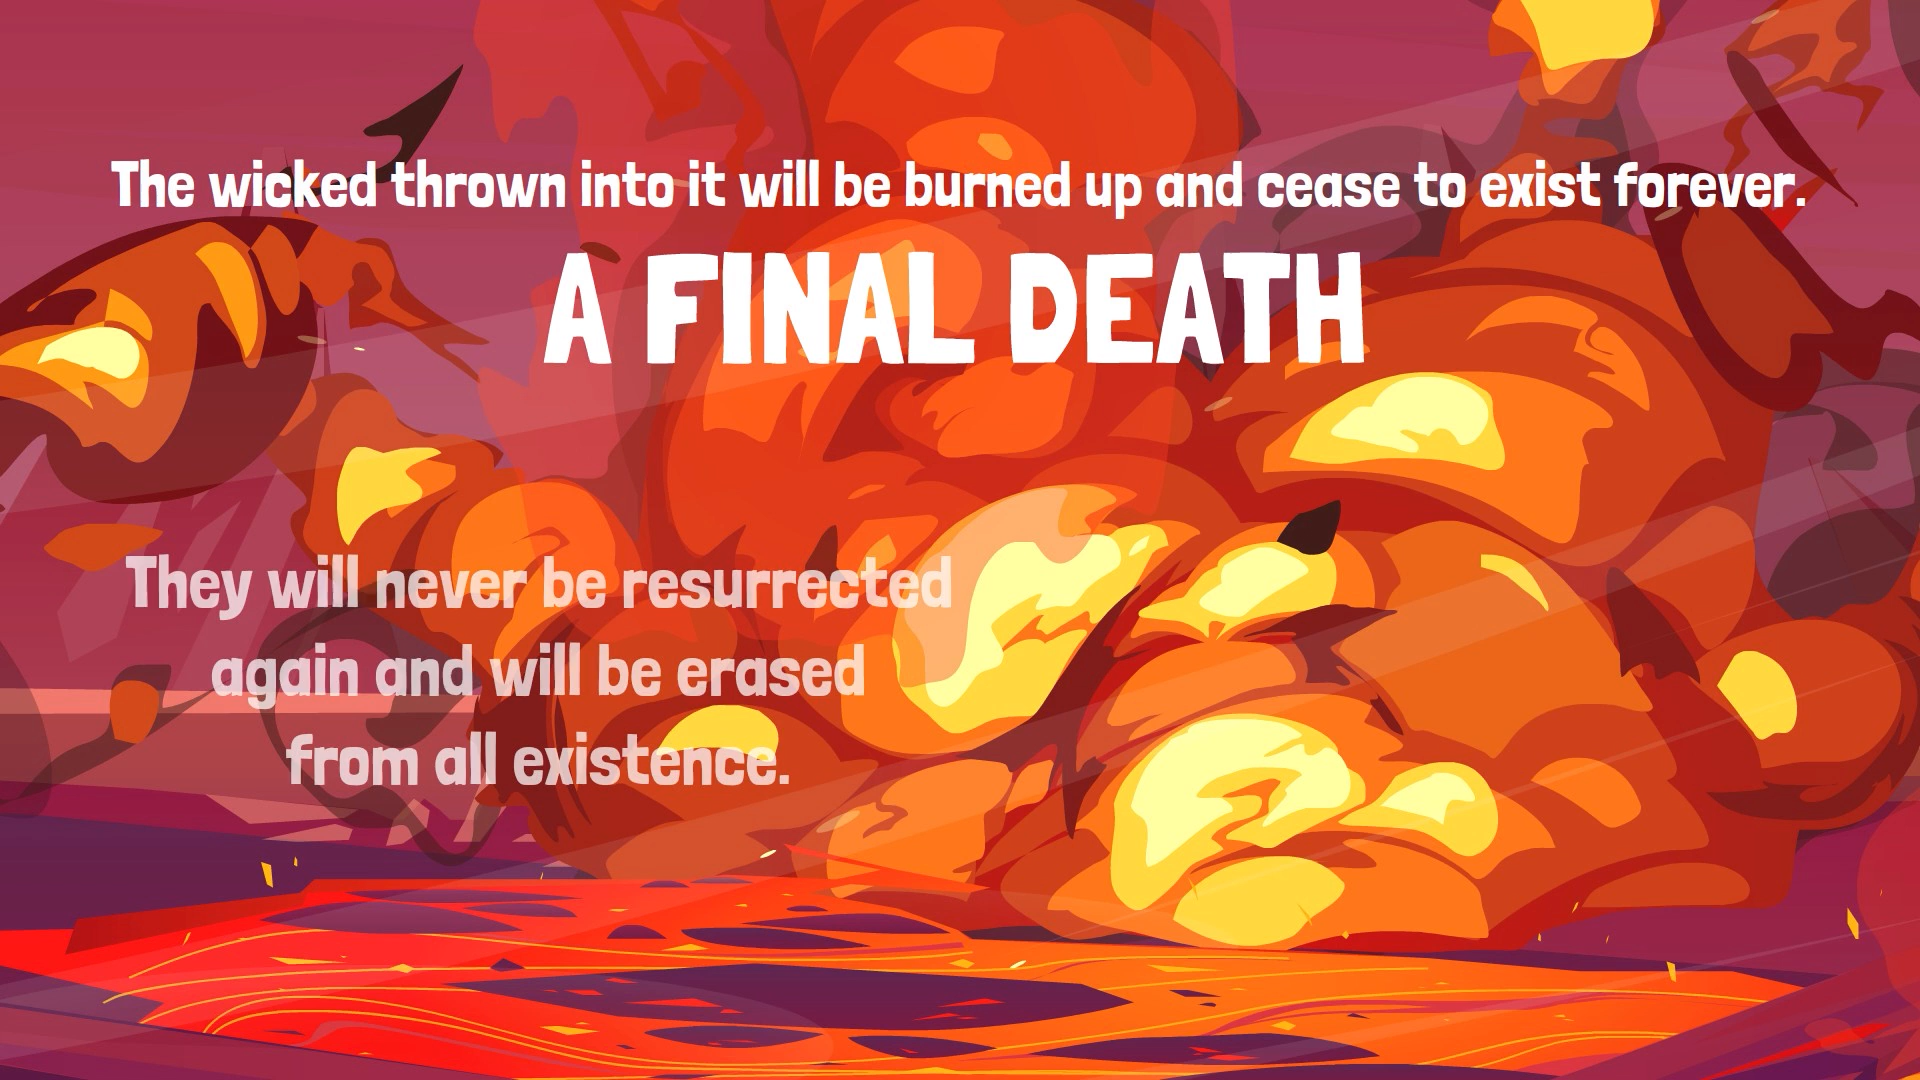 The wicked thrown into it will be burned up and cease to exist forever.
A FINAL DEATH
They will never be resurrected
again and will be erased
from all existence.